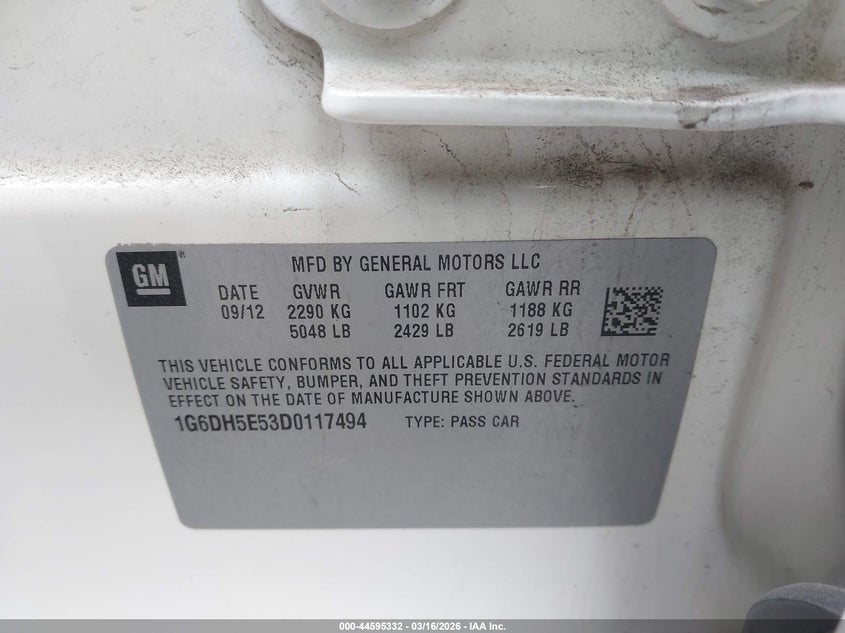 GM®
MFD BY GENERAL MOTORS LLC
DATE GVWR GAWR FRT GAWR RR
09/12 2290 KG 1102 KG 1188 KG
5048 LB 2429 LB 2619 LB
THIS VEHICLE CONFORMS TO ALL APPLICABLE U.S. FEDERAL MOTOR
VEHICLE SAFETY, BUMPER, AND THEFT PREVENTION STANDARDS IN
EFFECT ON THE DATE OF MANUFACTURE SHOWN ABOVE.
1G6DH5E53D0117494 TYPE: PASS CAR
000-44595332 - 03/16/2026 - IAA Inc.